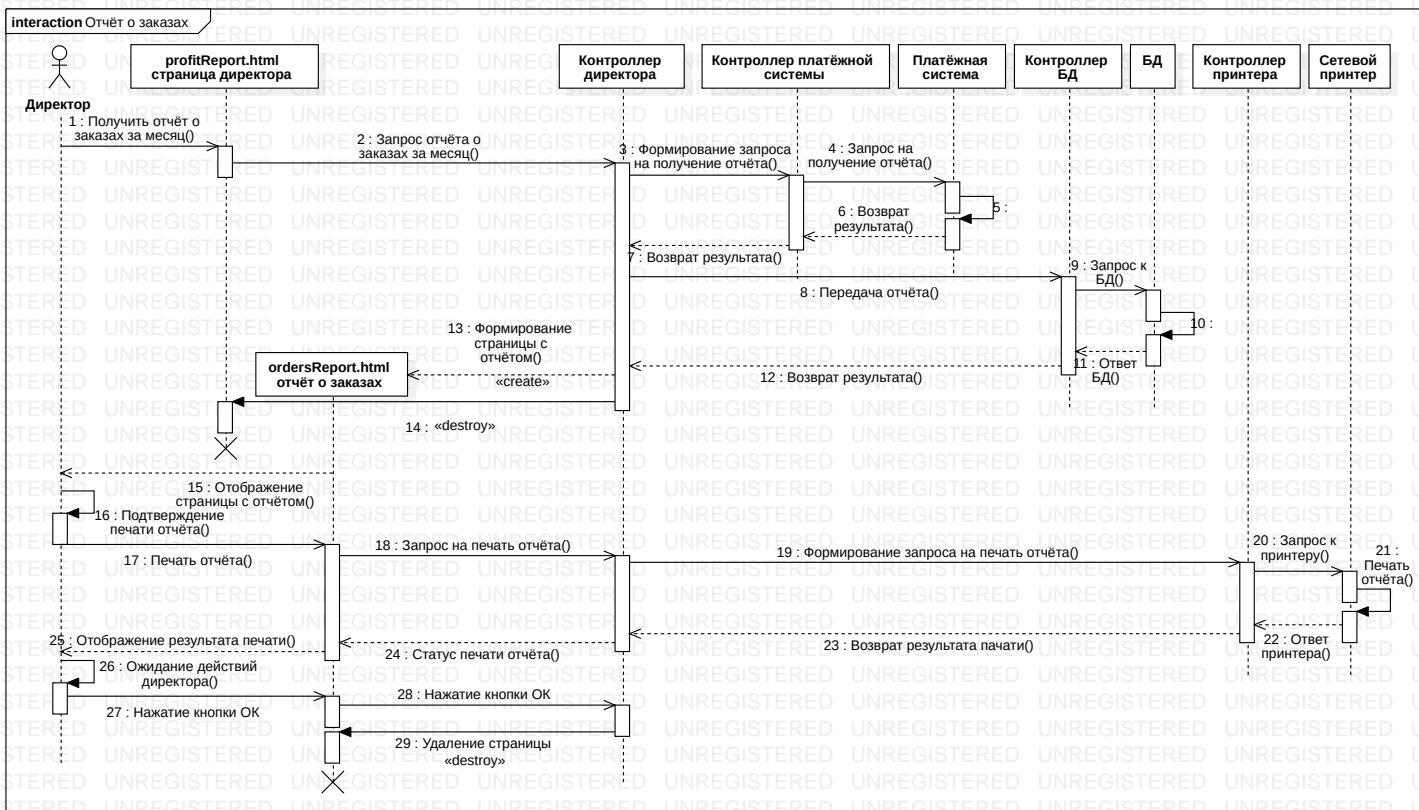 interaction Отчёт о заказах
Директор
profitReport.html
страница директора
Контроллер
директора
Контроллер платёжной
системы
Платёжная
система
Контроллер
БД
БД
Контроллер
принтера
Сетевой
принтер
1 : Получить отчёт о
заказах за месяц()
2 : Запрос отчёта о
заказах за месяц()
3 : Формирование запроса
на получение отчёта()
4 : Запрос на
получение отчёта()
5 :
6 : Возврат
результата()
7 : Возврат результата()
8 : Передача отчёта()
9 : Запрос к
БД()
10 :
11 : Ответ
БД()
12 : Возврат результата()
13 : Формирование
страницы с
отчётом()
«create»
ordersReport.html
отчёт о заказах
14 : «destroy»
15 : Отображение
страницы с отчётом()
16 : Подтверждение
печати отчёта()
17 : Печать отчёта()
18 : Запрос на печать отчёта()
19 : Формирование запроса на печать отчёта()
20 : Запрос к
принтеру()
21 :
Печать
отчёта()
22 : Ответ
принтера()
23 : Возврат результата пачати()
24 : Статус печати отчёта()
25 : Отображение результата печати()
26 : Ожидание действий
директора()
27 : Нажатие кнопки ОК
28 : Нажатие кнопки ОК
29 : Удаление страницы
«destroy»
UNREGISTERED